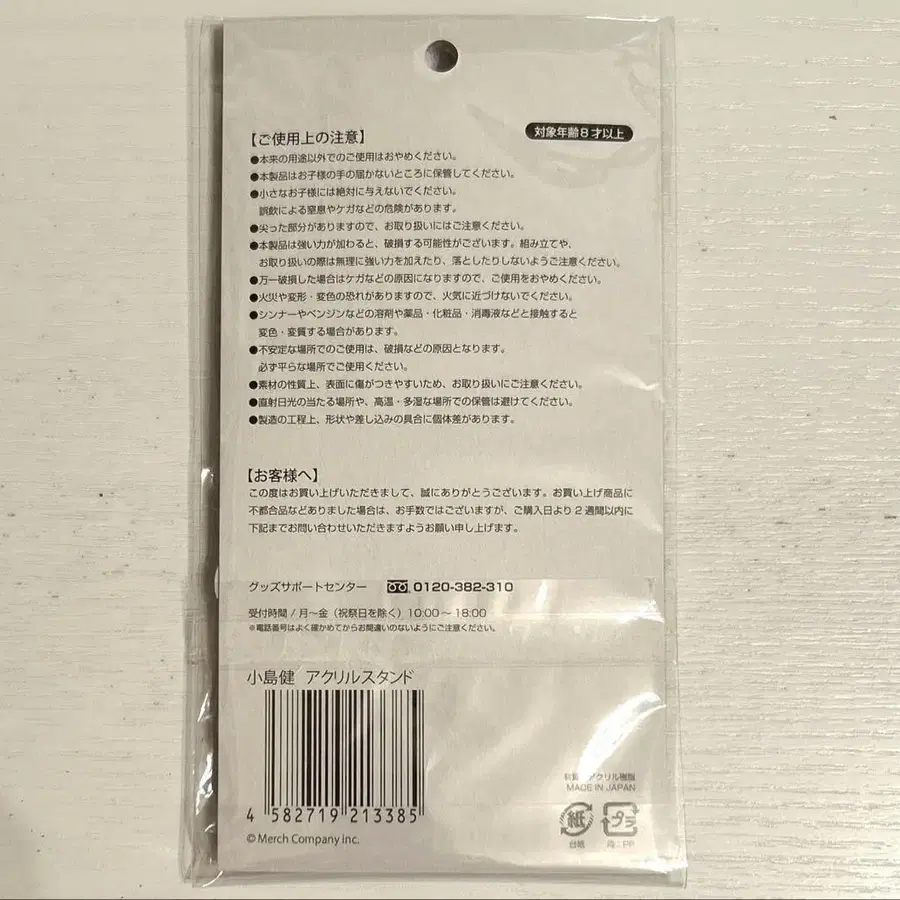 対象年齢8才以上
【ご使用上の注意】
●本来の用途以外でのご使用はおやめください。
●本製品はお子様の手の届かないところに保管してください。
●小さなお子様には絶対に与えないでください。
誤飲による窒息やケガなどの危険があります。
●尖った部分がありますので、お取り扱いにはご注意ください。
●本製品は強い力が加わると、破損する可能性がございます。組み立てや、
お取り扱いの際は無理に強い力を加えたり、落としたりしないようご注意ください。
●万一破損した場合はケガなどの原因になりますので、ご使用をおやめください。
●火災や変形・変色の恐れがありますので、火気に近づけないでください。
●シンナーやベンジンなどの溶剤や薬品・化粧品・消毒液などと接触すると
変色・変質する場合があります。
●不安定な場所でのご使用は、破損などの原因となります。
必ず平らな場所でご使用ください。
●素材の性質上、表面に傷がつきやすいため、お取り扱いにご注意ください。
●直射日光の当たる場所や、高温・多湿な場所での保管は避けてください。
●製造の工程上、形状や差し込みの具合に個体差があります。
【お客様へ】
この度はお買い上げいただきまして、誠にありがとうございます。お買い上げ商品に
不都合品などありました場合は、お手数ではございますが、ご購入日より2週間以内に
下記までお問い合わせいただきますようお願い申し上げます。
グッズサポートセンター 0120-382-310
受付時間/月～金（祝祭日を除く）10:00～18:00
※電話番号はよく確かめてからお間違いのないようにご注意ください。
小島健 アクリルスタンド
4 582719 213385
©Merch Company inc.
アクリル樹脂
MADE IN JAPAN
紙 プラ
台紙 袋:PP